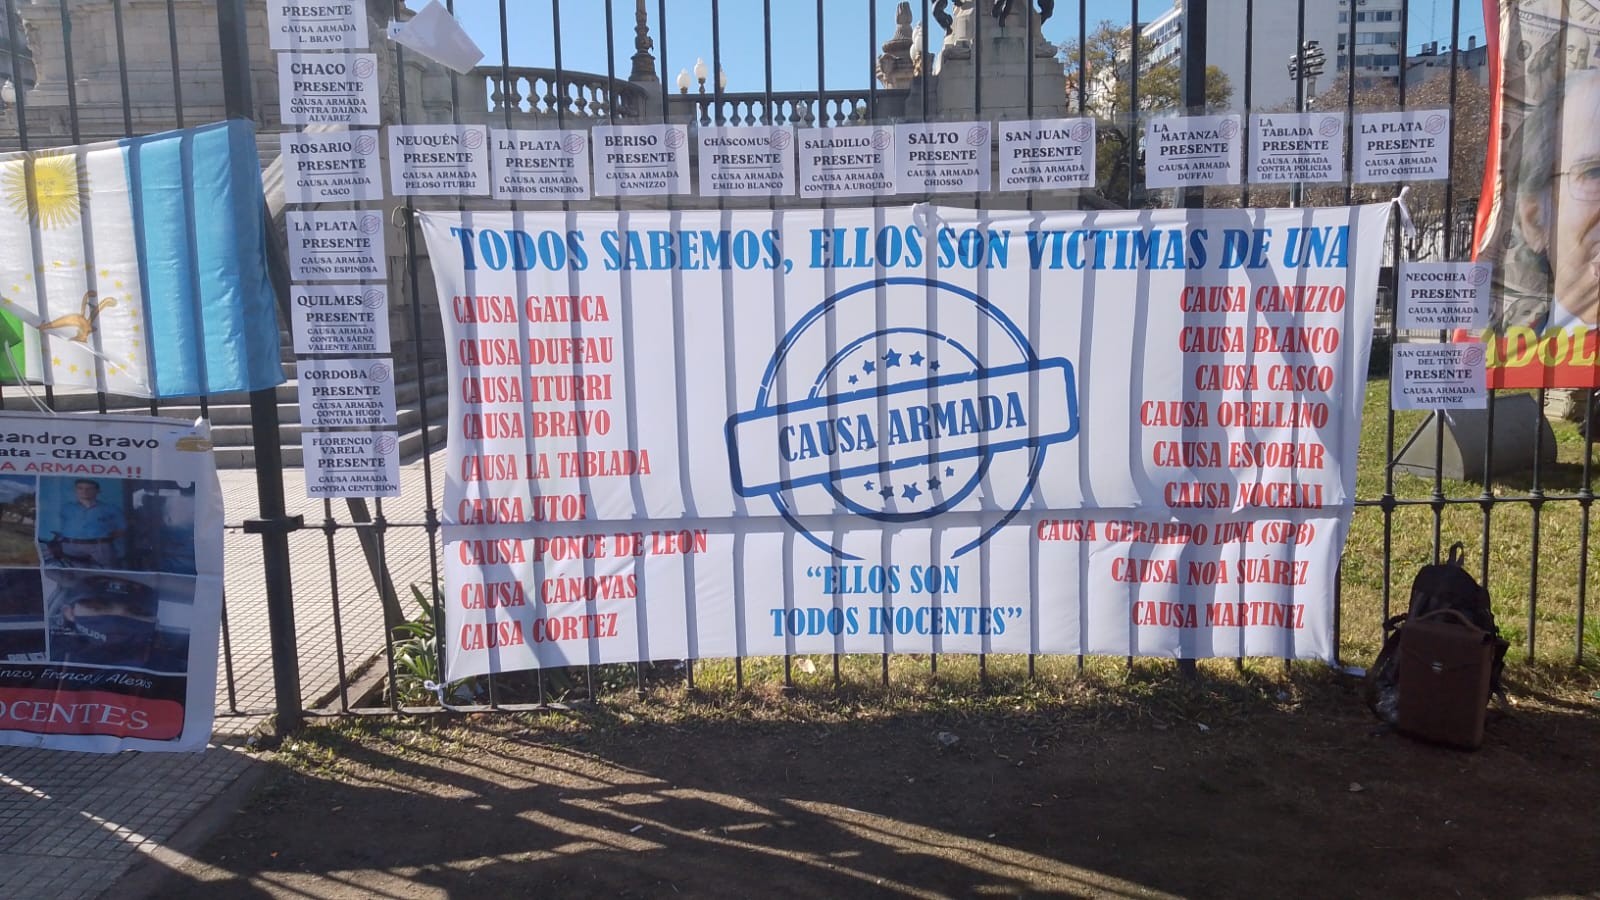 PRESENTE
CAUSA ARMADA
L. BRAVO
CHACO
PRESENTE
CAUSA ARMADA
CONTRA DAIANA
ALVAREZ
ROSARIO
PRESENTE
CAUSA ARMADA
CASCO
NEUQUÉN
PRESENTE
CAUSA ARMADA
PELOSO ITURRI
LA PLATA
PRESENTE
CAUSA ARMADA
BARROS CISNEROS
BERISO
PRESENTE
CAUSA ARMADA
CANNIZZO
CHÁSCOMUS
PRESENTE
CAUSA ARMADA
EMILIO BLANCO
SALADILLO
PRESENTE
CAUSA ARMADA
CONTRA A.URQUIJO
SALTO
PRESENTE
CAUSA ARMADA
CHIOSSO
SAN JUAN
PRESENTE
CAUSA ARMADA
CONTRA F.CORTEZ
LA
MATANZA
PRESENTE
CAUSA ARMADA
DUFFAU
LA
TABLADA
PRESENTE
CAUSA ARMADA
CONTRA POLICIAS
DE LA TABLADA
LA PLATA
PRESENTE
CAUSA ARMADA
LITO COSTILLA
LA PLATA
PRESENTE
CAUSA ARMADA
TUNNO ESPINOSA
QUILMES
PRESENTE
CAUSA ARMADA
CONTRA SÁENZ
VALIENTE ARIEL
CORDOBA
PRESENTE
CAUSA ARMADA
CONTRA HUGO
CÁNOVAS BADRA
FLORENCIO
VARELA
PRESENTE
CAUSA ARMADA
CONTRA CENTURIÓN
TODOS SABEMOS, ELLOS SON VICTIMAS DE UNA
CAUSA GATICA
CAUSA DUFFAU
CAUSA ITURRI
CAUSA BRAVO
CAUSA LA TABLADA
CAUSA UTOI
CAUSA PONCE DE LEON
CAUSA CÁNOVAS
CAUSA CORTEZ
CAUSA ARMADA
"ELLOS SON
TODOS INOCENTES"
CAUSA CANIZZO
CAUSA BLANCO
CAUSA CASCO
CAUSA ORELLANO
CAUSA ESCOBAR
CAUSA NOCELLI
CAUSA GERARDO LUNA (SPB)
CAUSA NOA SUÁREZ
CAUSA MARTINEZ
NECOCHEA
PRESENTE
CAUSA ARMADA
NOA SUÁREZ
SAN CLEMENTE
DEL TUYU
PRESENTE
CAUSA ARMADA
MARTINEZ
eandro Bravo
ata - CHACO
A ARMADA!!
nzo, Franco y Alexis
OCENTES
ADOL